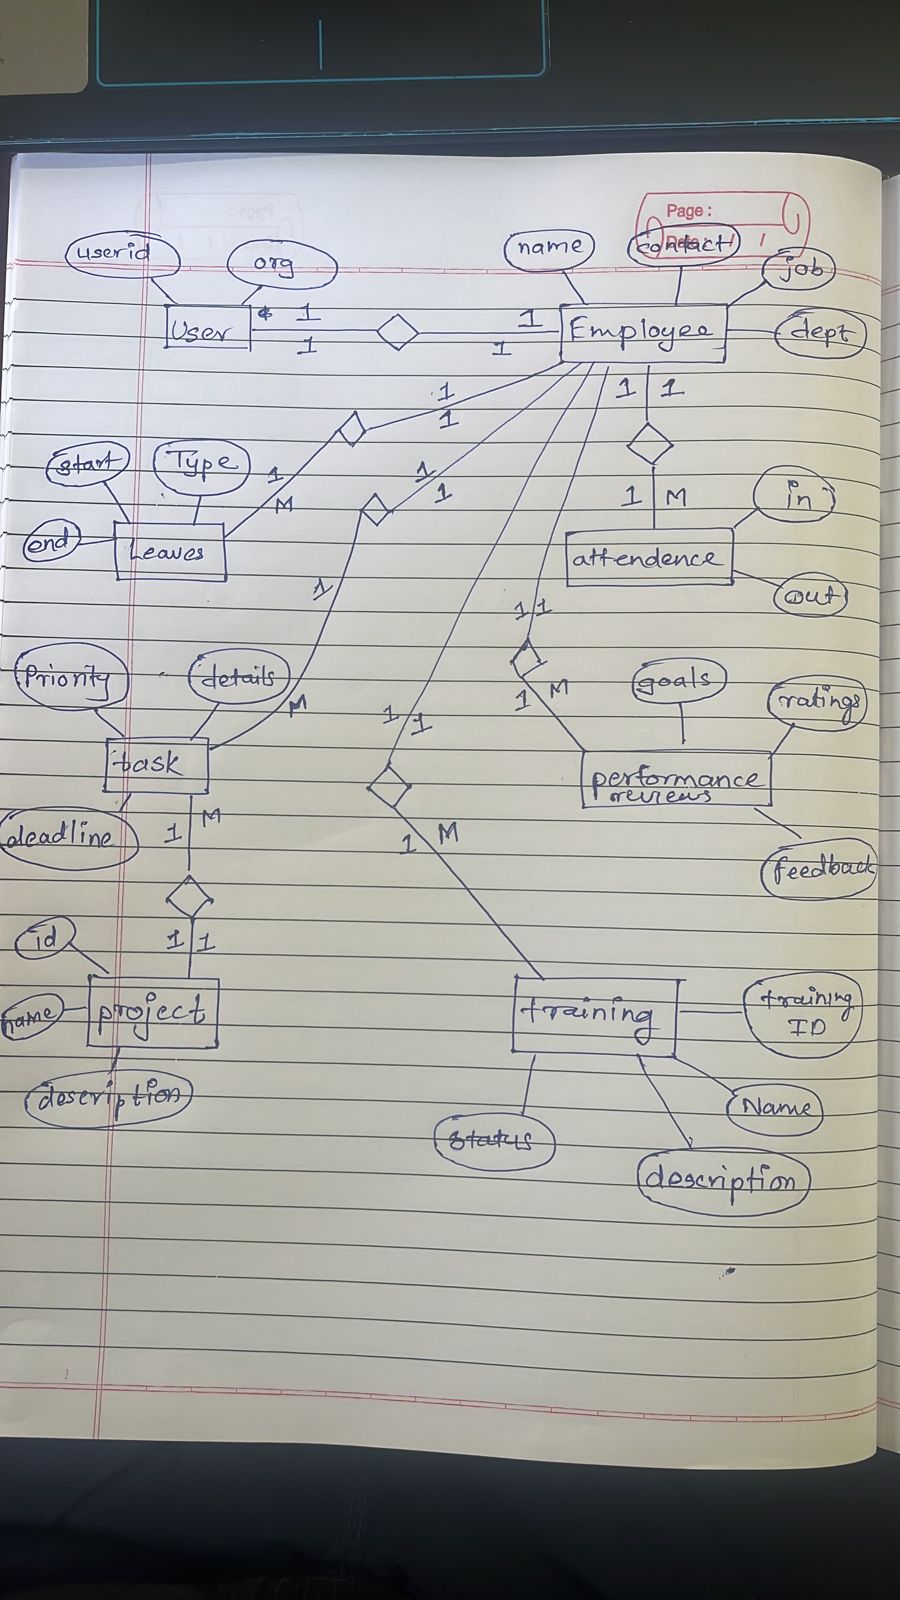 Page :
userid
org
name
contact
job
User
1
1
1
1
Employee
dept
1
1
1
1
start
Type
1
M
1
1
1
M
in
end
Leaves
attendence
1
out
1
1
Priority
details
M
1
M
goals
ratings
1
1
task
performance
reviews
deadline
1
M
1
M
feedback
id
1
1
name
project
training
training
ID
description
Name
status
description